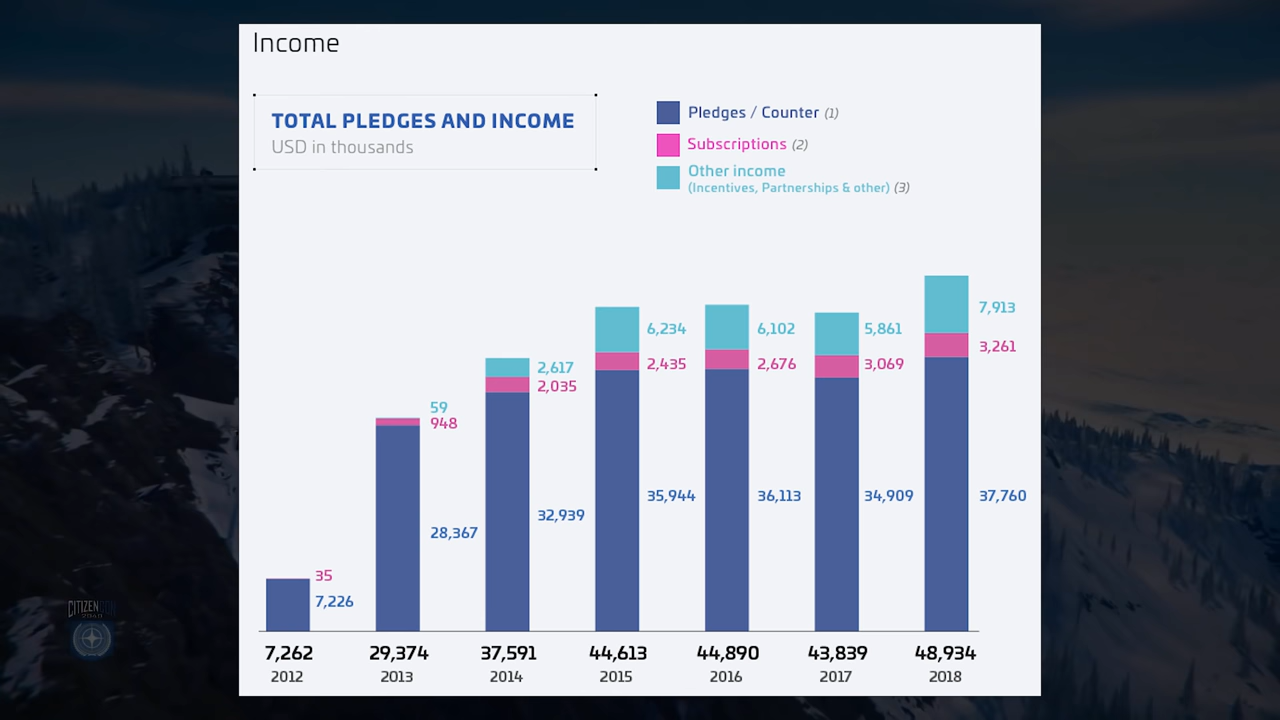 Income
TOTAL PLEDGES AND INCOME
USD in thousands
Pledges / Counter (1)
Subscriptions (2)
Other income
(Incentives, Partnerships & other) (3)
35
7,226
59
948
28,367
2,617
2,035
32,939
6,234
2,435
35,944
6,102
2,676
36,113
5,861
3,069
34,909
7,913
3,261
37,760
7,262 29,374 37,591 44,613 44,890 43,839 48,934
2012 2013 2014 2015 2016 2017 2018